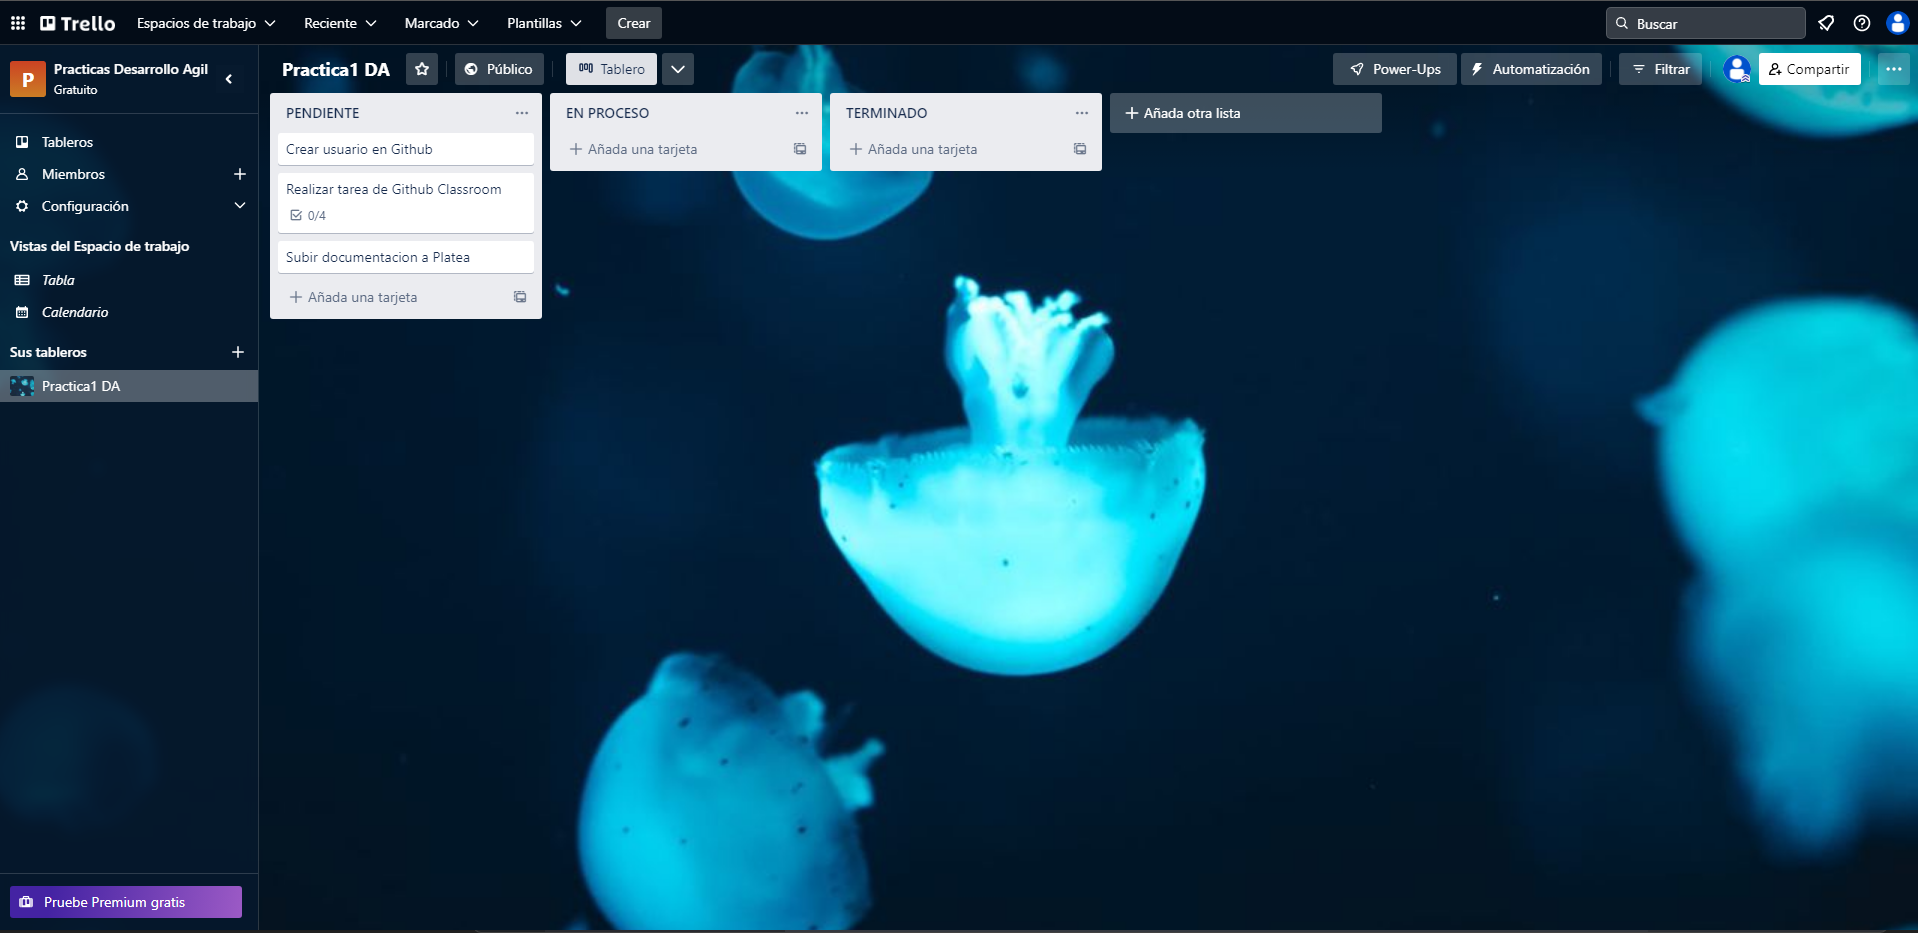 Trello
Espacios de trabajo
Reciente
Marcado
Plantillas
Crear
Buscar
P
Practicas Desarrollo Agil
Gratuito
Tableros
Miembros
Configuración
Vistas del Espacio de trabajo
Tabla
Calendario
Sus tableros
Practica1 DA
Pruebe Premium gratis
Practica1 DA
Público
Tablero
Power-Ups
Automatización
Filtrar
Compartir
PENDIENTE
Crear usuario en Github
Realizar tarea de Github Classroom
0/4
Subir documentacion a Platea
Añada una tarjeta
EN PROCESO
Añada una tarjeta
TERMINADO
Añada una tarjeta
Añada otra lista